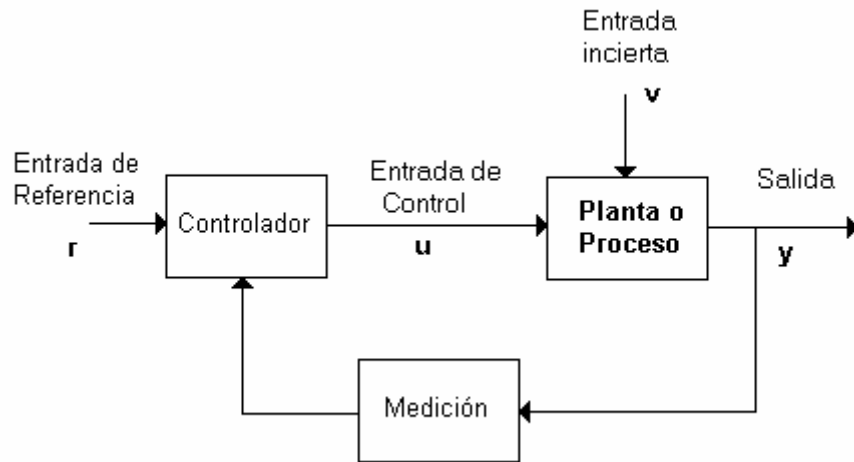 Entrada
incierta
v
Entrada de
Referencia
r
Controlador
Entrada de
Control
u
Planta o
Proceso
Salida
y
Medición